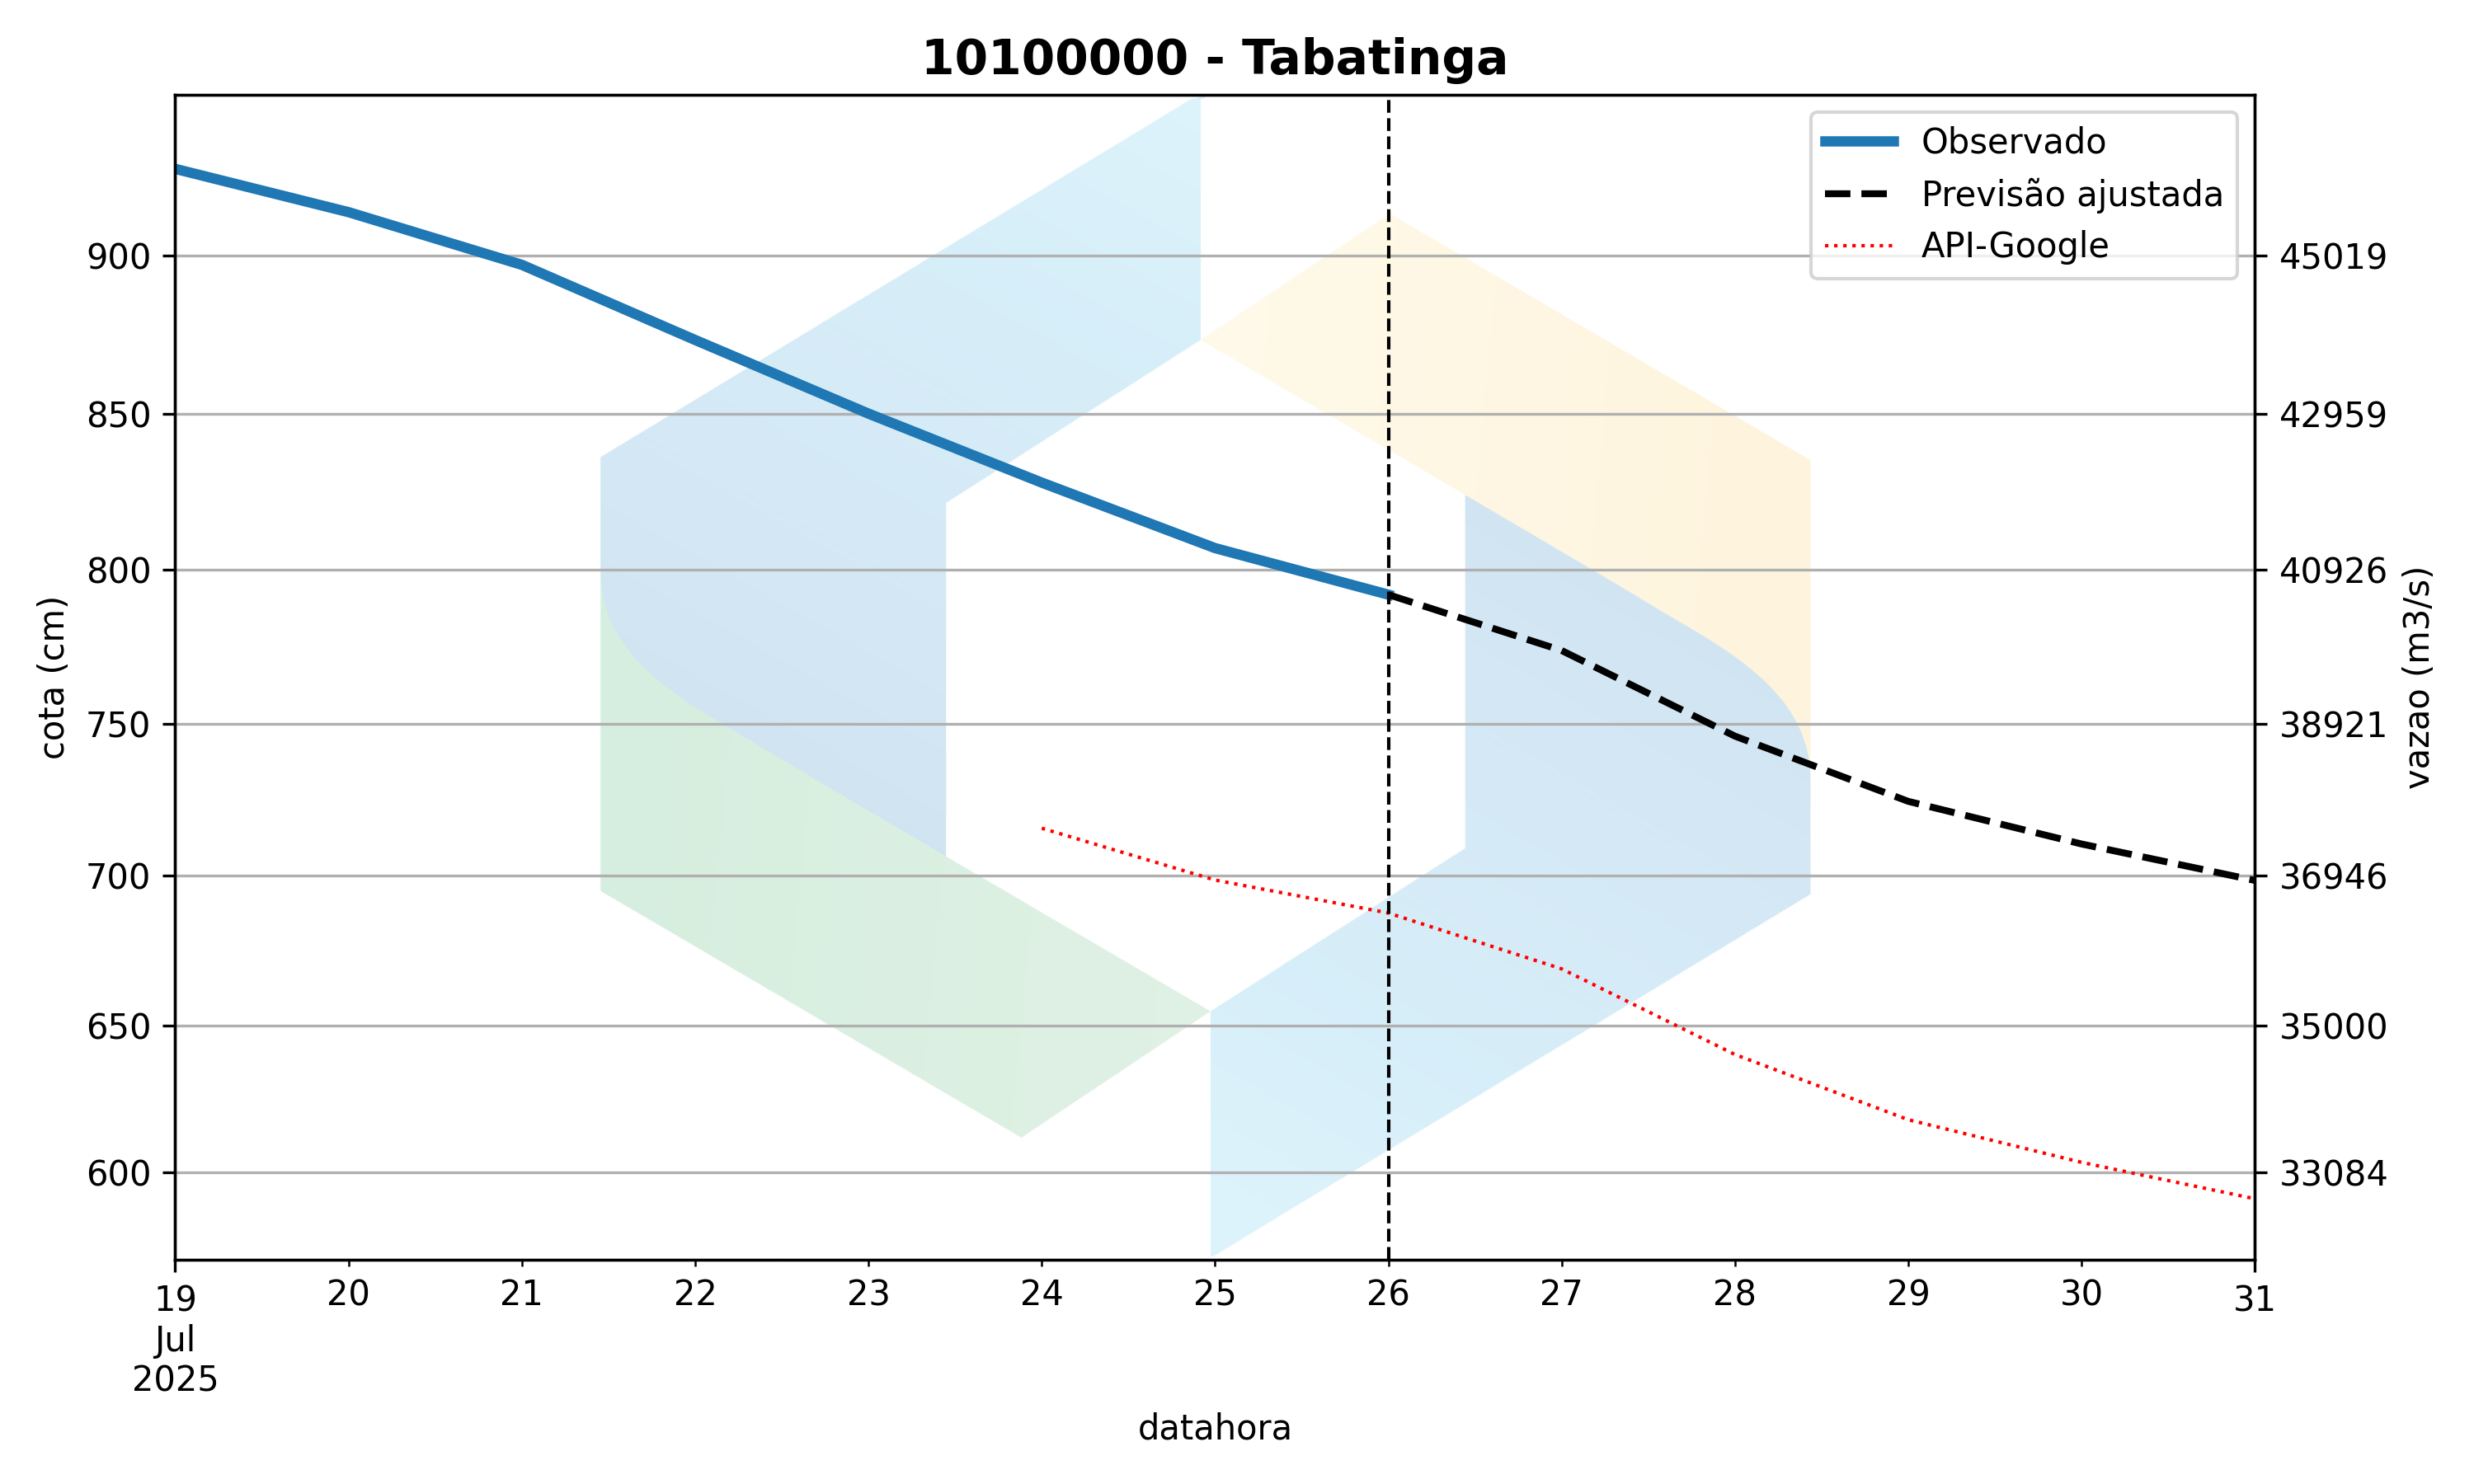 10100000 - Tabatinga
Observado
Previsão ajustada
API-Google
900
850
800
750
700
650
600
cota (cm)
45019
42959
40926
38921
36946
35000
33084
vazao (m3/s)
19 20 21 22 23 24 25 26 27 28 29 30 31
Jul
2025
datahora